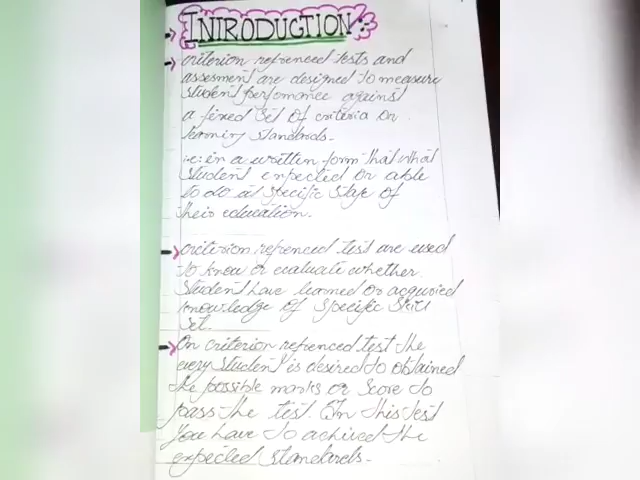 INIRODUCTION
criterion refrenced tests and
assesment are designed to measure
student perfomance against
a fixed set of criteria or
learning standards.
i.e: in a written form that what
student expected or able
to do at specific stage of
their education.
criterion refrenced test are used
to know or evaluate whether
student have learned or acquried
knowledge of specific skill
set.
On criterion refrenced test the
every student is desired to obtained
the possible marks or score to
pass the test. In this test
you have to achived the
expected standards.